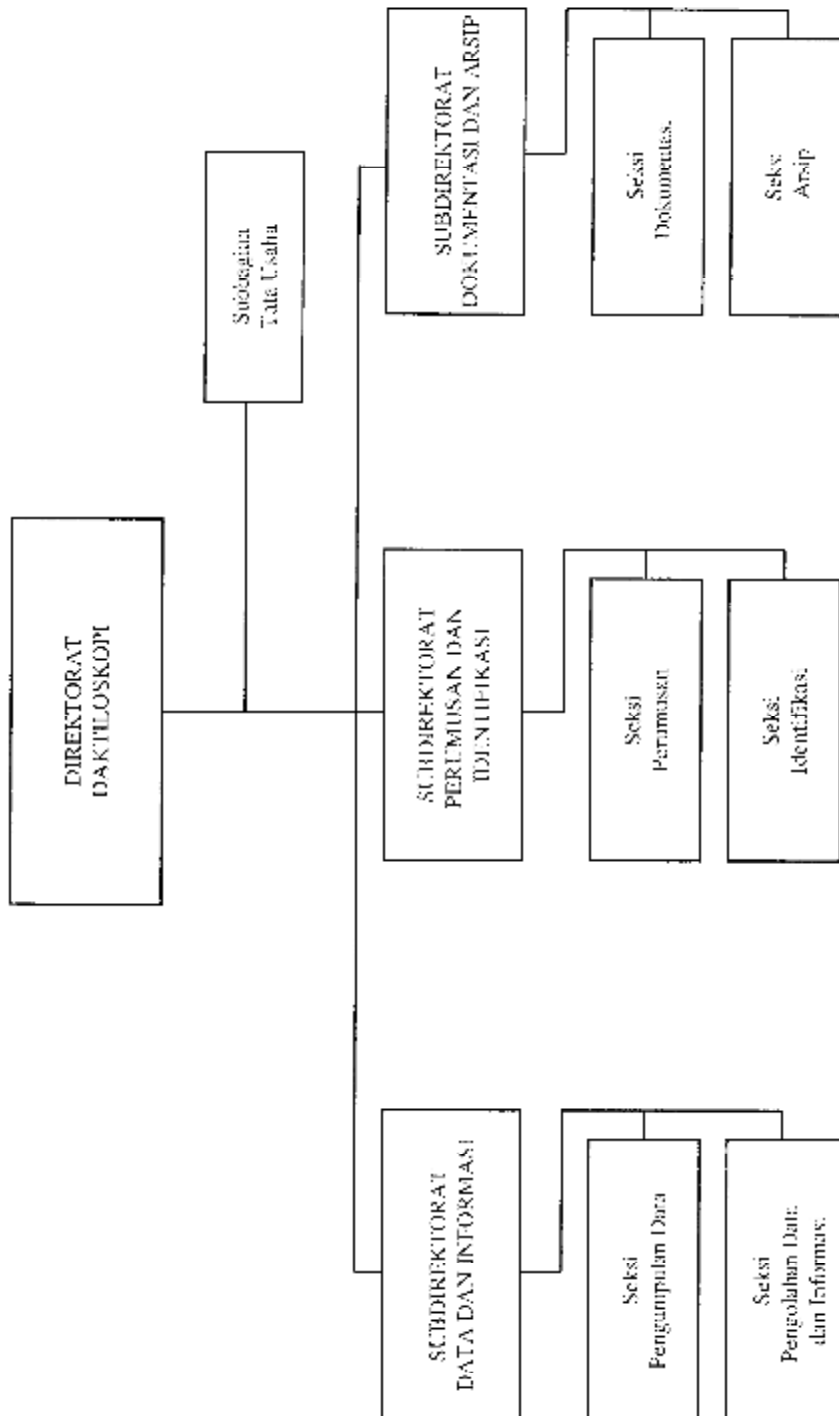 DIREKTORAT
DAKTILOSKOPI
Subbagian
Tata Usaha
SUBDIREKTORAT
DATA DAN INFORMASI
SUBDIREKTORAT
PERUMUSAN DAN
IDENTIFIKASI
SUBDIREKTORAT
DOKUMENTASI DAN ARSIP
Seksi
Pengumpulan Data
Seksi
Perumusan
Seksi
Dokumentasi
Seksi
Pengolahan Data
dan Informasi
Seksi
Identifikasi
Seksi
Arsip